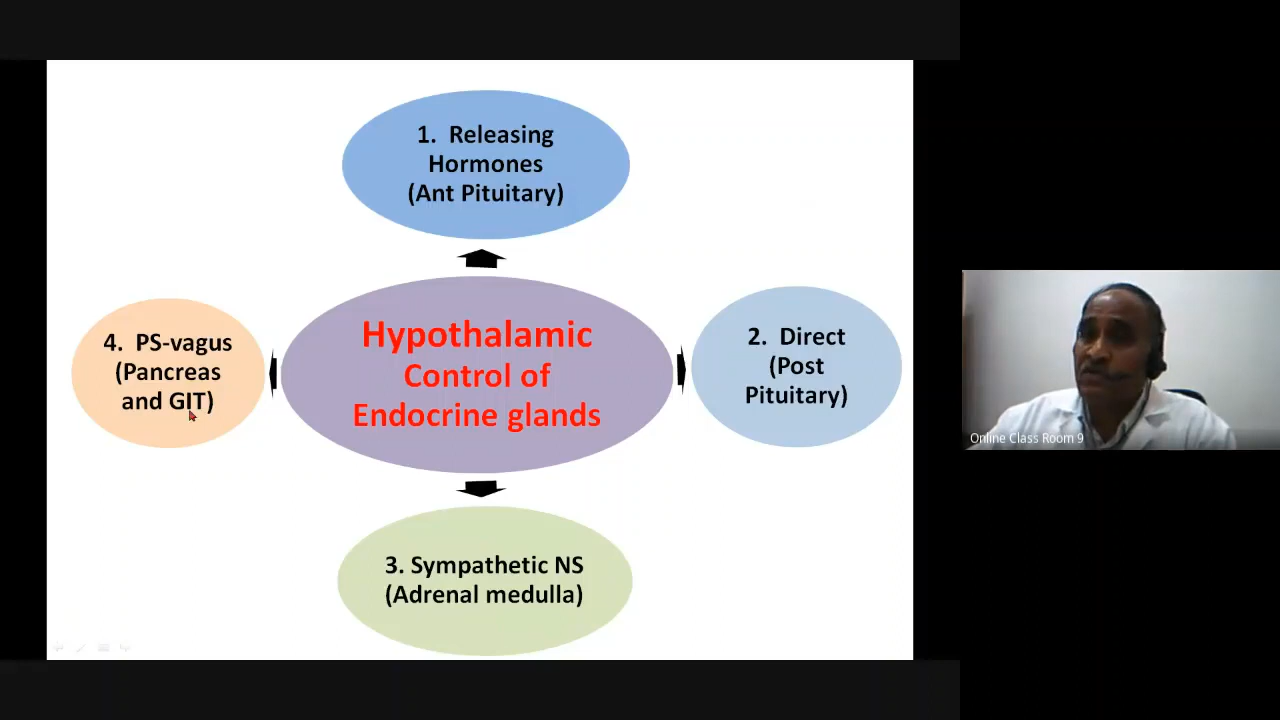 1. Releasing
Hormones
(Ant Pituitary)
Hypothalamic
Control of
Endocrine glands
2. Direct
(Post
Pituitary)
3. Sympathetic NS
(Adrenal medulla)
4. PS-vagus
(Pancreas
and GIT)
Online Class Room 9